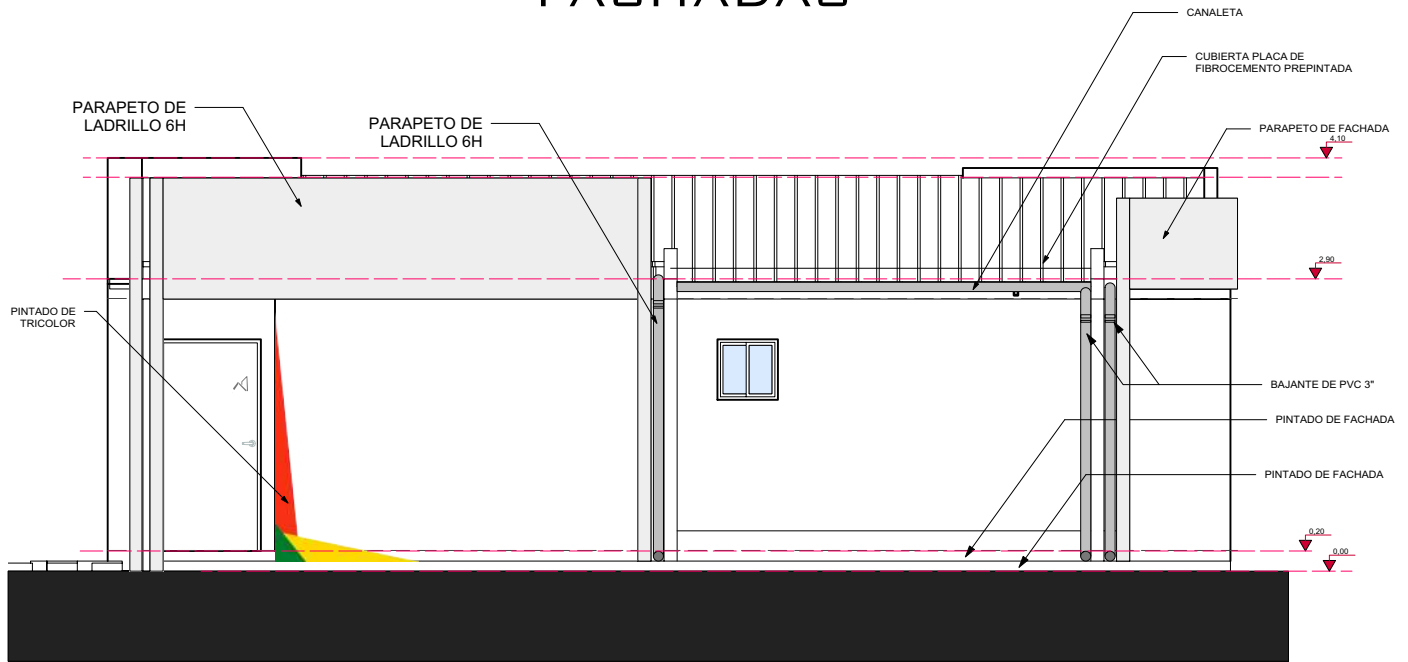 FACHADAS
CANALETA
CUBIERTA PLACA DE
FIBROCEMENTO PREPINTADA
PARAPETO DE
LADRILLO 6H
PARAPETO DE
LADRILLO 6H
PARAPETO DE FACHADA
4,10
2,90
PINTADO DE
TRICOLOR
BAJANTE DE PVC 3"
PINTADO DE FACHADA
PINTADO DE FACHADA
0,20
0,00